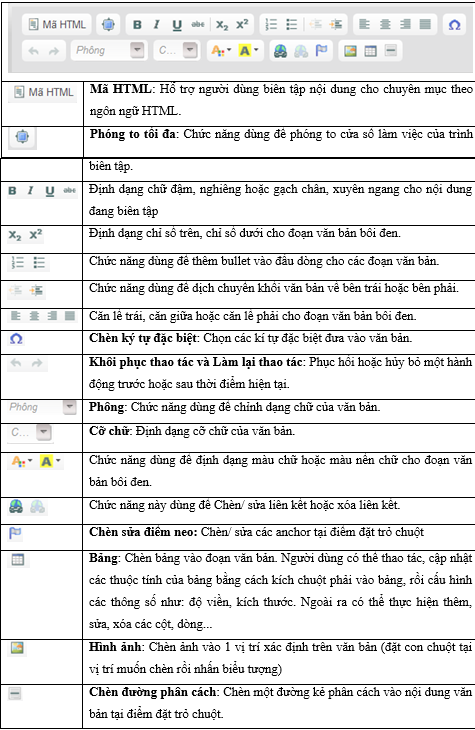 Mã HTML B I U abc X₂ X² Ω
Phông C... A A
Mã HTML
Mã HTML: Hỗ trợ người dùng biên tập nội dung cho chuyên mục theo
ngôn ngữ HTML.
Phóng to tối đa: Chức năng dùng để phóng to cửa sổ làm việc của trình
biên tập.
B I U abc
Định dạng chữ đậm, nghiêng hoặc gạch chân, xuyên ngang cho nội dung
đang biên tập
X₂ X²
Định dạng chỉ số trên, chỉ số dưới cho đoạn văn bản bôi đen.
Chức năng dùng để thêm bullet vào đầu dòng cho các đoạn văn bản.
Chức năng dùng để dịch chuyển khối văn bản về bên trái hoặc bên phải.
Căn lề trái, căn giữa hoặc căn lề phải cho đoạn văn bản bôi đen.
Ω
Chèn ký tự đặc biệt: Chọn các kí tự đặc biệt đưa vào văn bản.
Khôi phục thao tác và Làm lại thao tác: Phục hồi hoặc hủy bỏ một hành
động trước hoặc sau thời điểm hiện tại.
Phông
Phông: Chức năng dùng để chỉnh dạng chữ của văn bản.
C...
Cỡ chữ: Định dạng cỡ chữ của văn bản.
A A
Chức năng dùng để định dạng màu chữ hoặc màu nền chữ cho đoạn
văn bản bôi đen.
Chức năng này dùng để Chèn/ sửa liên kết hoặc xóa liên kết.
Chèn sửa điểm neo: Chèn/ sửa các anchor tại điểm đặt trỏ chuột
Bảng: Chèn bảng vào đoạn văn bản. Người dùng có thể thao tác, cập nhật
các thuộc tính của bảng bằng cách kích chuột phải vào bảng, rồi cấu hình
các thông số như: độ viền, kích thước. Ngoài ra có thể thực hiện thêm,
sửa, xóa các cột, dòng...
Hình ảnh: Chèn ảnh vào 1 vị trí xác định trên văn bản (đặt con chuột tại
vị trí muốn chèn rồi nhấn biểu tượng)
Chèn đường phân cách: Chèn một đường kẻ phân cách vào nội dung văn
bản tại điểm đặt trỏ chuột.